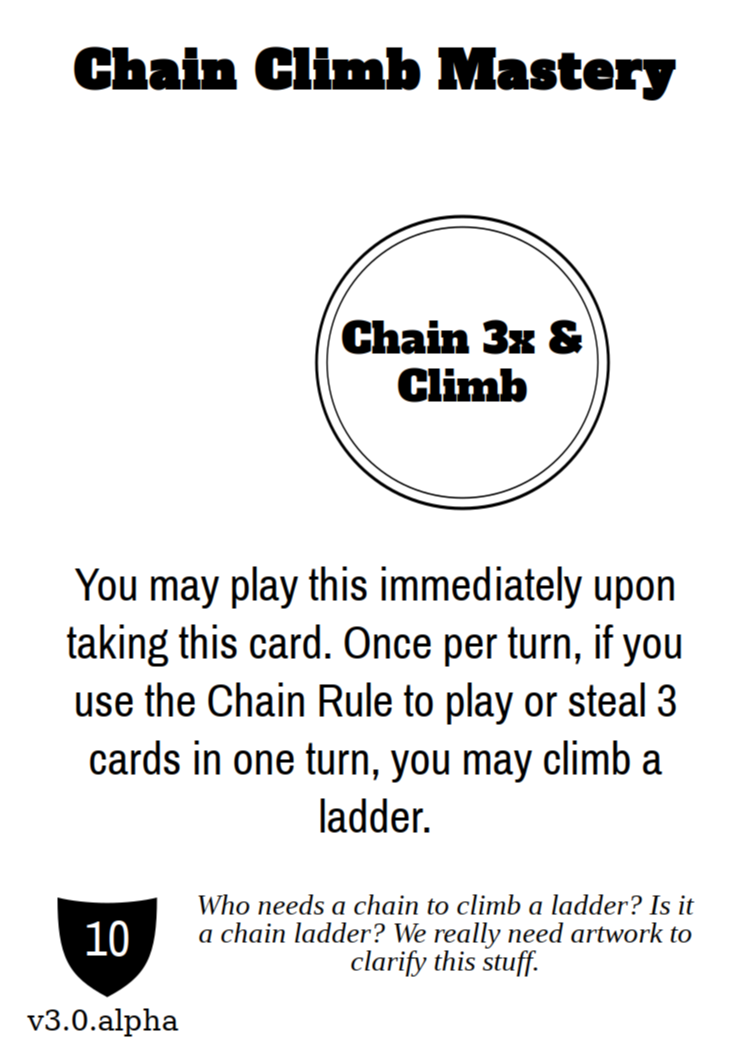 Chain Climb Mastery
Chain 3x &
Climb
You may play this immediately upon
taking this card. Once per turn, if you
use the Chain Rule to play or steal 3
cards in one turn, you may climb a
ladder.
10
Who needs a chain to climb a ladder? Is it
a chain ladder? We really need artwork to
clarify this stuff.
v3.0.alpha